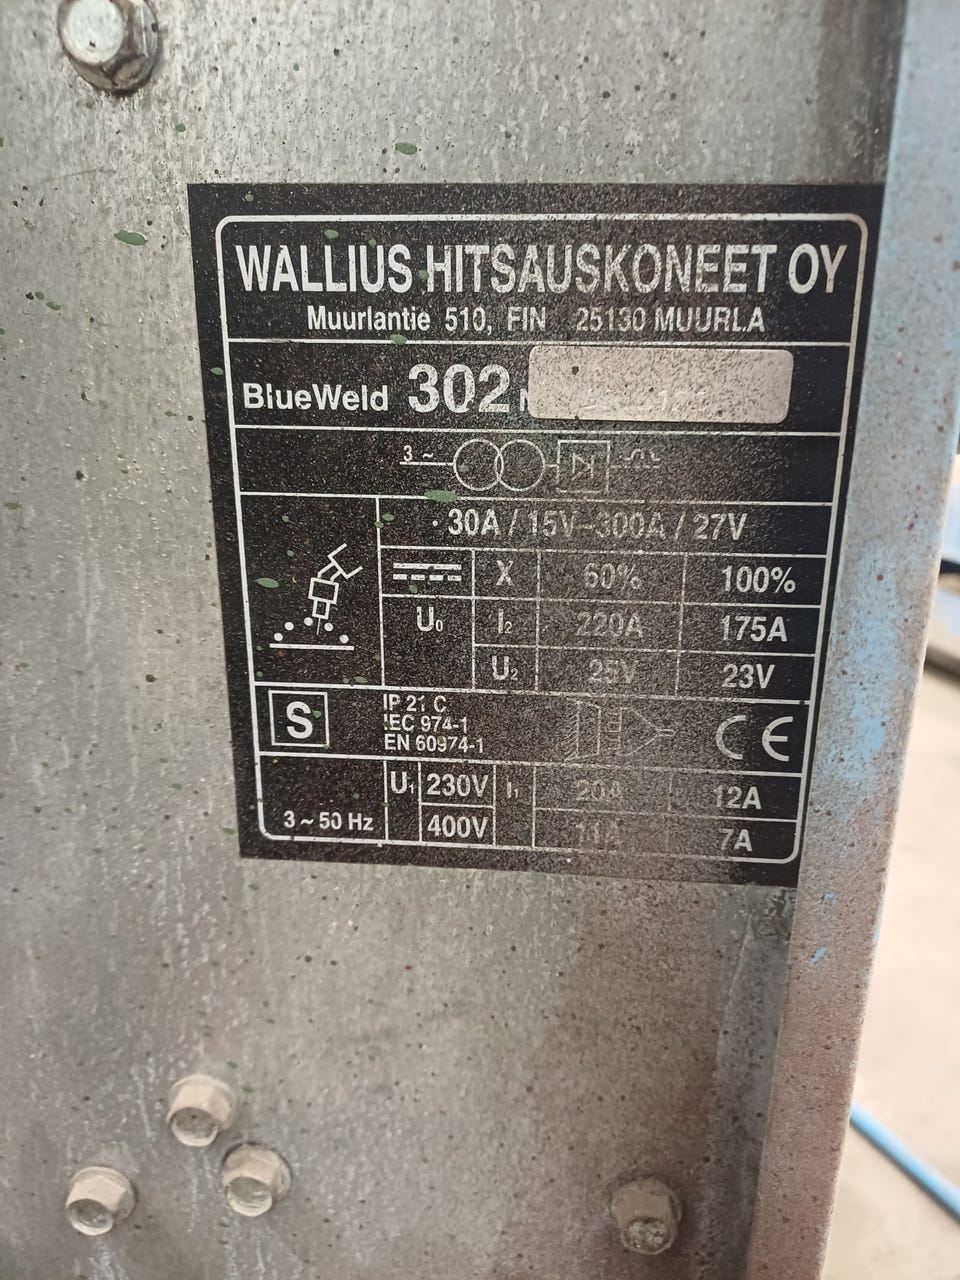 WALLIUS HITSAUSKONEET OY
Muurlantie 510, FIN 25130 MUURLA
BlueWeld 302
3 ~
30A / 15V-300A / 27V
X 60% 100%
U₀ I₂ 220A 175A
U₂ 25V 23V
S
IP 21 C
IEC 974-1
EN 60974-1
CE
U₁ 230V I₁ 20A 12A
3 ~ 50 Hz 400V 11A 7A